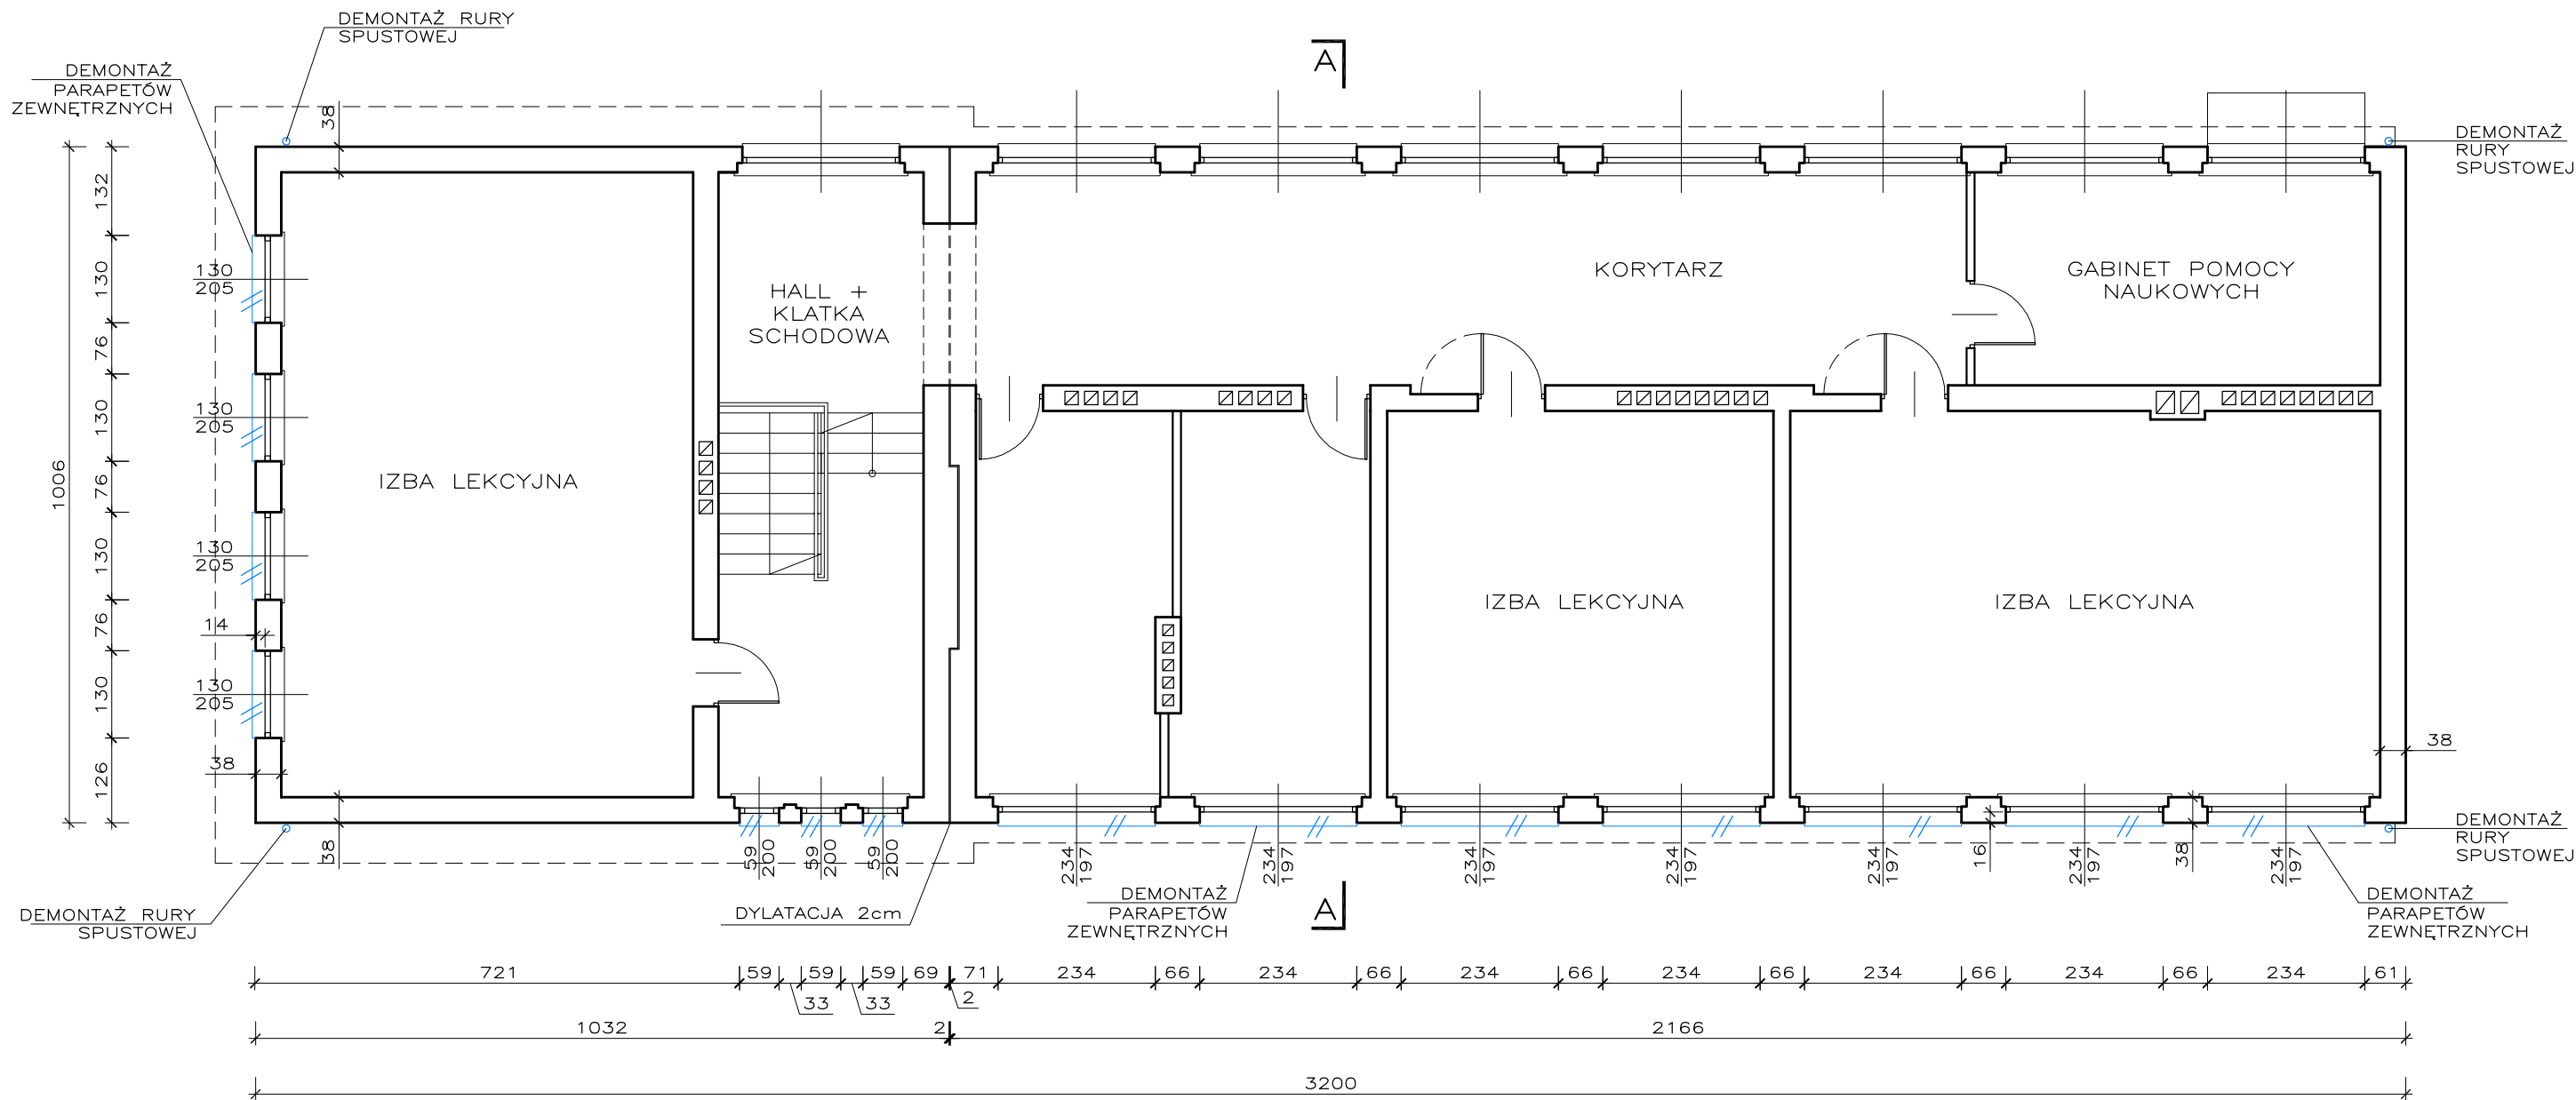 DEMONTAŻ RURY
SPUSTOWEJ
DEMONTAŻ
PARAPETÓW
ZEWNĘTRZNYCH
A
DEMONTAŻ
RURY
SPUSTOWEJ
38
132
130
76
130
76
130
76
130
126
1006
130
205
130
205
130
205
130
205
14
38
38
HALL +
KLATKA
SCHODOWA
KORYTARZ
GABINET POMOCY
NAUKOWYCH
IZBA LEKCYJNA
IZBA LEKCYJNA
IZBA LEKCYJNA
38
59
200
59
200
59
200
234
197
234
197
234
197
234
197
234
197
16
234
197
38
234
197
DEMONTAŻ
RURY
SPUSTOWEJ
DEMONTAŻ RURY
SPUSTOWEJ
DYLATACJA 2cm
DEMONTAŻ
PARAPETÓW
ZEWNĘTRZNYCH
A
DEMONTAŻ
PARAPETÓW
ZEWNĘTRZNYCH
721 59 59 59 69 71 234 66 234 66 234 66 234 66 234 66 234 66 234 61
33 33 2
1032 2 2166
3200